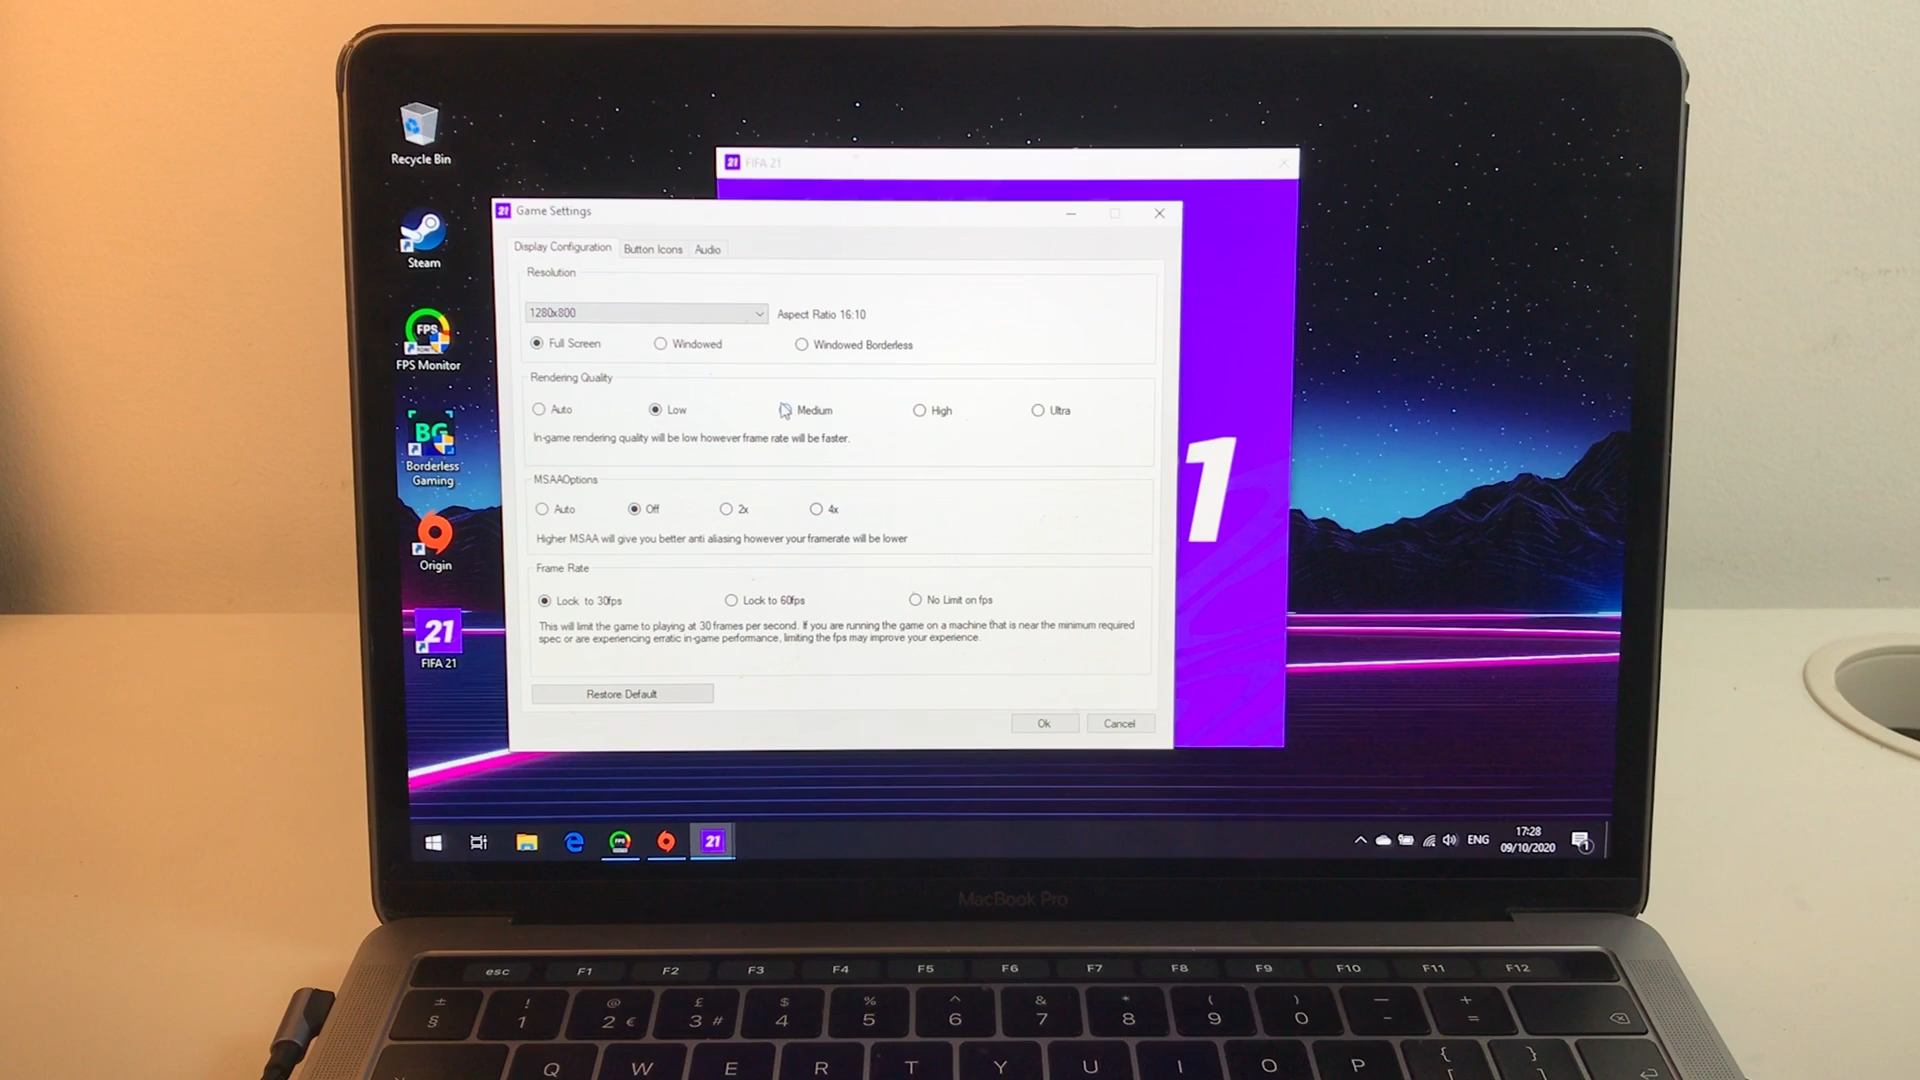 Recycle Bin
Steam
FPS
FPS Monitor
BG
Borderless
Gaming
Origin
21
FIFA 21
21 FIFA 21
1
21 Game Settings
Display Configuration Button Icons Audio
Resolution
1280x800 Aspect Ratio 16:10
Full Screen Windowed Windowed Borderless
Rendering Quality
Auto Low Medium High Ultra
In-game rendering quality will be low however frame rate will be faster.
MSAAOptions
Auto Off 2x 4x
Higher MSAA will give you better anti aliasing however your framerate will be lower
Frame Rate
Lock to 30fps Lock to 60fps No Limit on fps
This will limit the game to playing at 30 frames per second. If you are running the game on a machine that is near the minimum required
spec or are experiencing erratic in-game performance, limiting the fps may improve your experience.
Restore Default
Ok Cancel
21
ENG
17:28
09/10/2020
1
MacBook Pro
esc F1 F2 F3 F4 F5 F6 F7 F8 F9 F10 F11 F12
± ! @ £ $ % ^ & * ( ) — +
§ 1 2 € 3 # 4 5 6 7 8 9 0 - =
Q W E R T Y U I O P { }